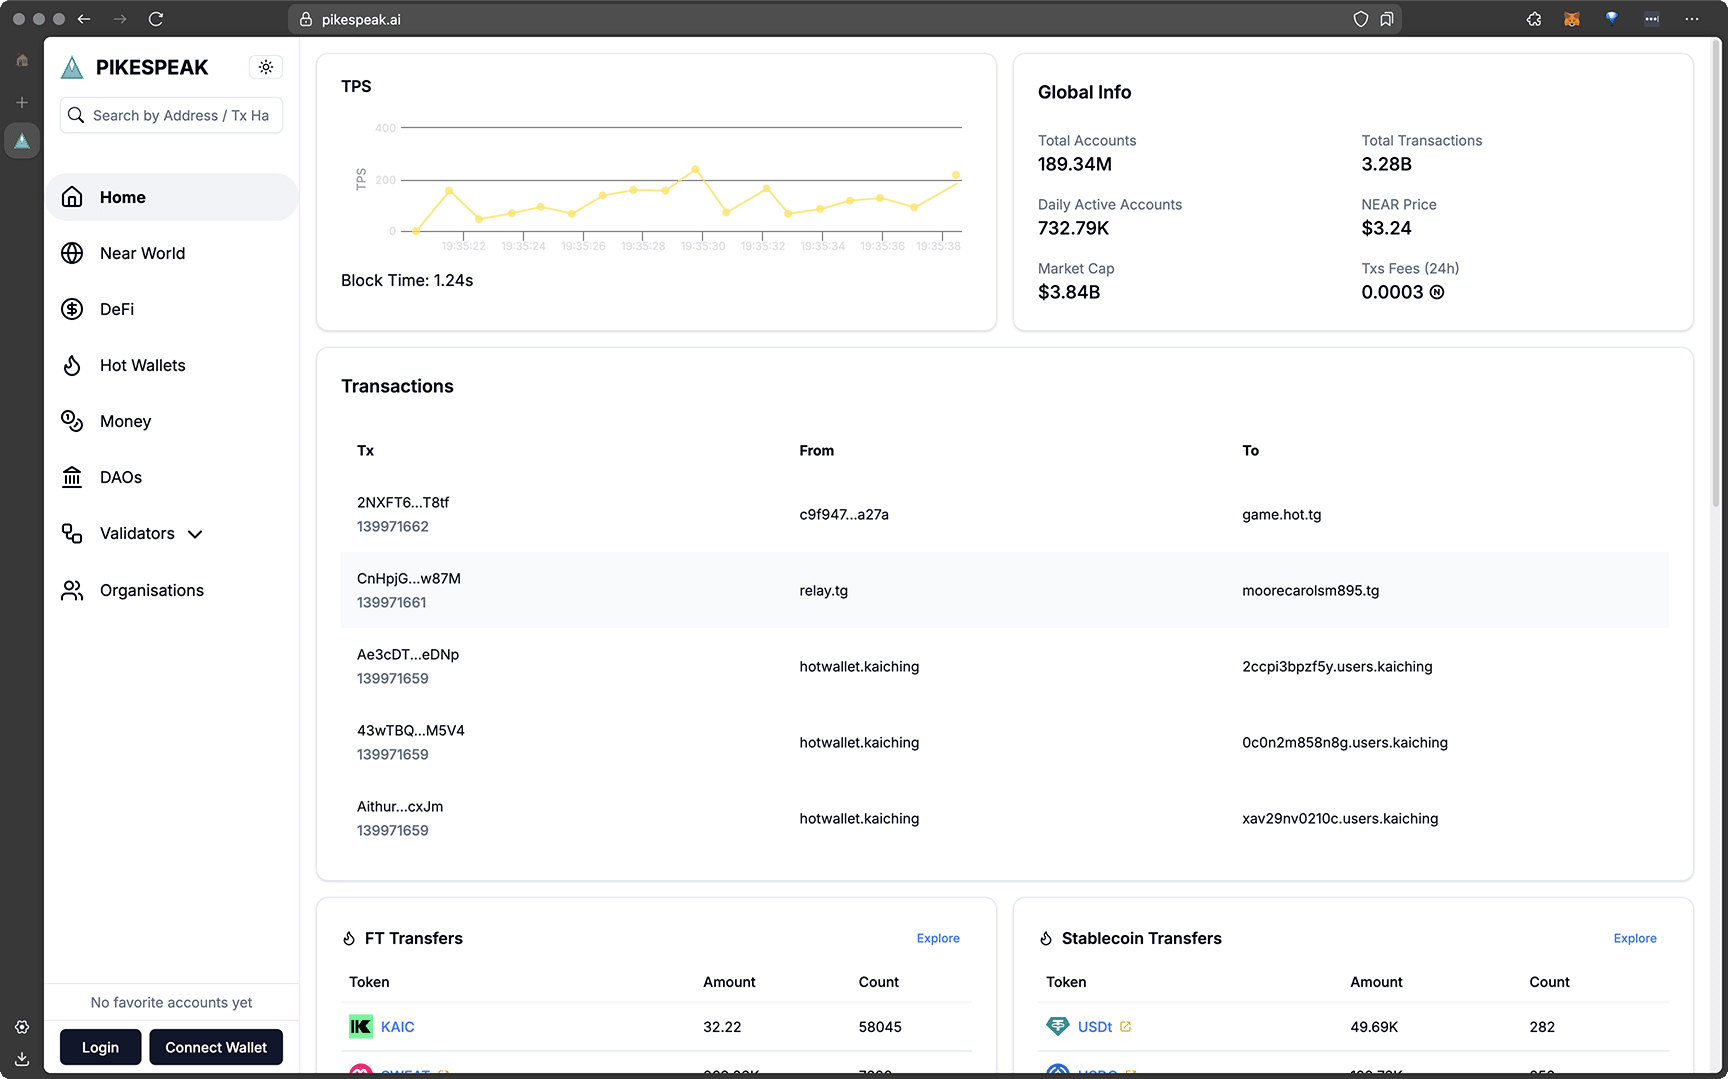 pikespeak.ai
PIKESPEAK
Search by Address / Tx Ha
Home
Near World
DeFi
Hot Wallets
Money
DAOs
Validators
Organisations
No favorite accounts yet
Login
Connect Wallet
TPS
400
200
0
TPS
19:35:22 19:35:24 19:35:26 19:35:28 19:35:30 19:35:32 19:35:34 19:35:36 19:35:38
Block Time: 1.24s
Global Info
Total Accounts Total Transactions
189.34M 3.28B
Daily Active Accounts NEAR Price
732.79K $3.24
Market Cap Txs Fees (24h)
$3.84B 0.0003
Transactions
Tx From To
2NXFT6...T8tf
139971662
c9f947...a27a game.hot.tg
CnHpjG...w87M
139971661
relay.tg moorecarolsm895.tg
Ae3cDT...eDNp
139971659
hotwallet.kaiching 2ccpi3bpzf5y.users.kaiching
43wTBQ...M5V4
139971659
hotwallet.kaiching 0c0n2m858n8g.users.kaiching
Aithur...cxJm
139971659
hotwallet.kaiching xav29nv0210c.users.kaiching
FT Transfers Explore
Token Amount Count
KAIC 32.22 58045
Stablecoin Transfers Explore
Token Amount Count
USDt 49.69K 282